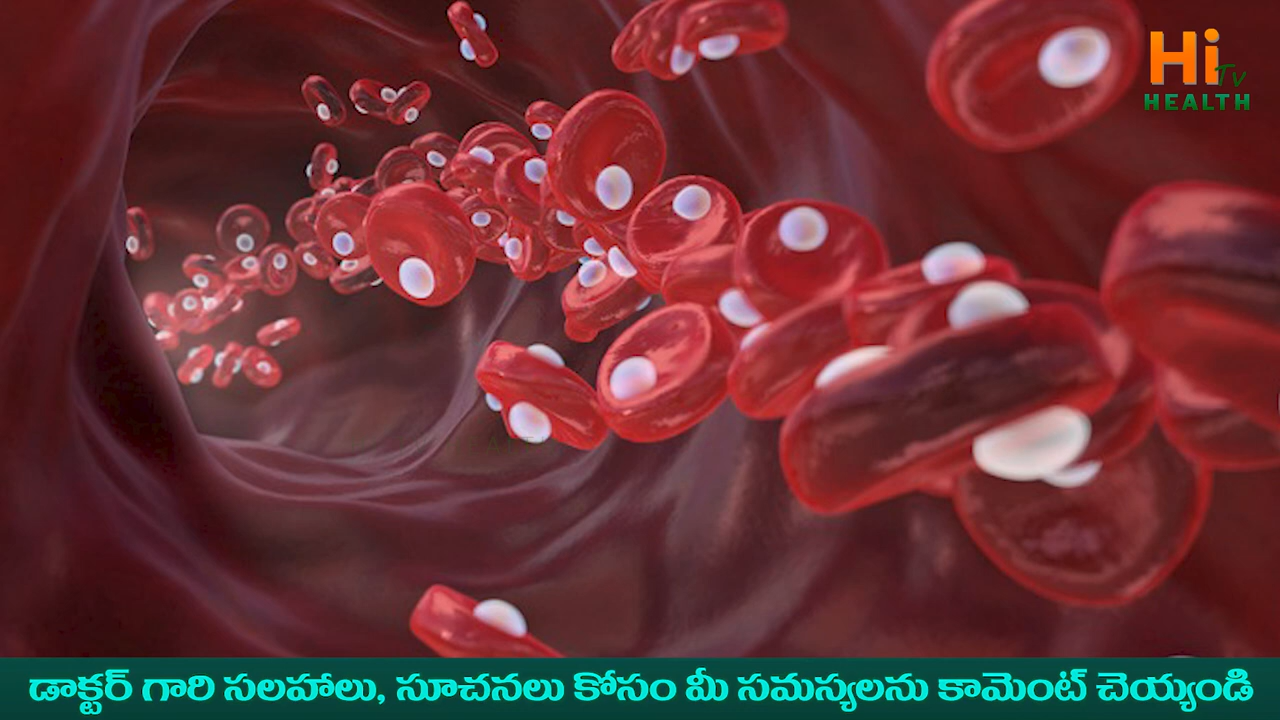 Hi
Tv
HEALTH
డాక్టర్ గారి సలహాలు, సూచనలు కోసం మీ సమస్యలను కామెంట్ చెయ్యండి